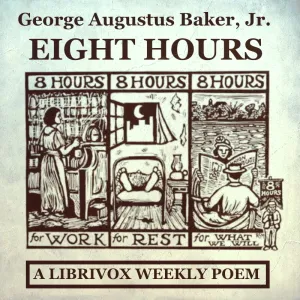 George Augustus Baker, Jr.
EIGHT HOURS
8 HOURS 8 HOURS 8 HOURS
8
HOURS
for WORK for REST for WHAT
WE WILL
A LIBRIVOX WEEKLY POEM